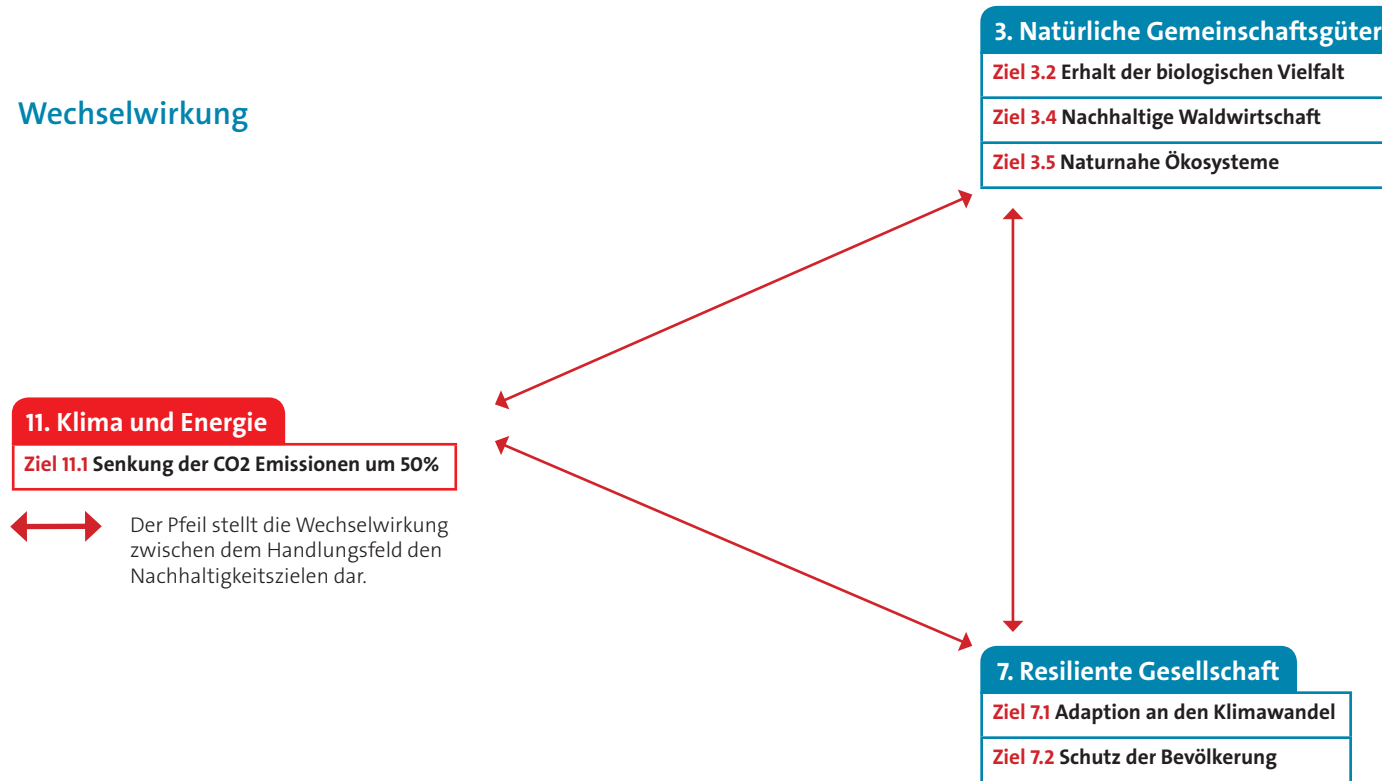 3. Natürliche Gemeinschaftsgüter
Ziel 3.2 Erhalt der biologischen Vielfalt
Wechselwirkung
Ziel 3.4 Nachhaltige Waldwirtschaft
Ziel 3.5 Naturnahe Ökosysteme
11. Klima und Energie
Ziel 11.1 Senkung der CO2 Emissionen um 50%
Der Pfeil stellt die Wechselwirkung
zwischen dem Handlungsfeld den
Nachhaltigkeitszielen dar.
7. Resiliente Gesellschaft
Ziel 7.1 Adaption an den Klimawandel
Ziel 7.2 Schutz der Bevölkerung